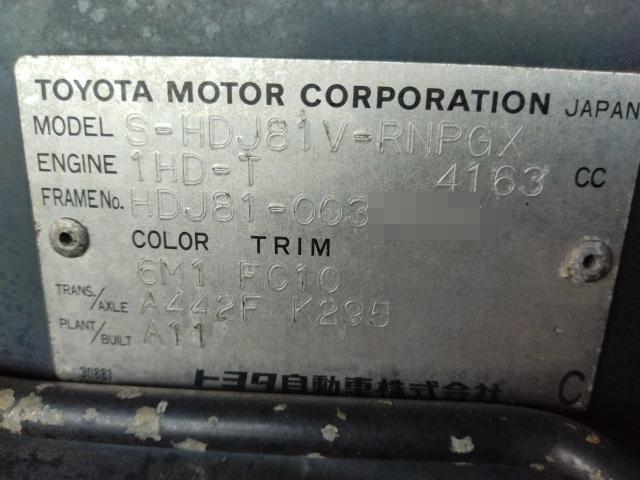 TOYOTA MOTOR CORPORATION JAPAN
MODEL S-HDJ81V-RNPGX
ENGINE 1HD-T 4163 CC
FRAME No. HDJ81-003
COLOR TRIM
6M1 FC10
TRANS./AXLE A442F K295
PLANT/BUILT A11
30881
トヨタ自動車株式会社 C